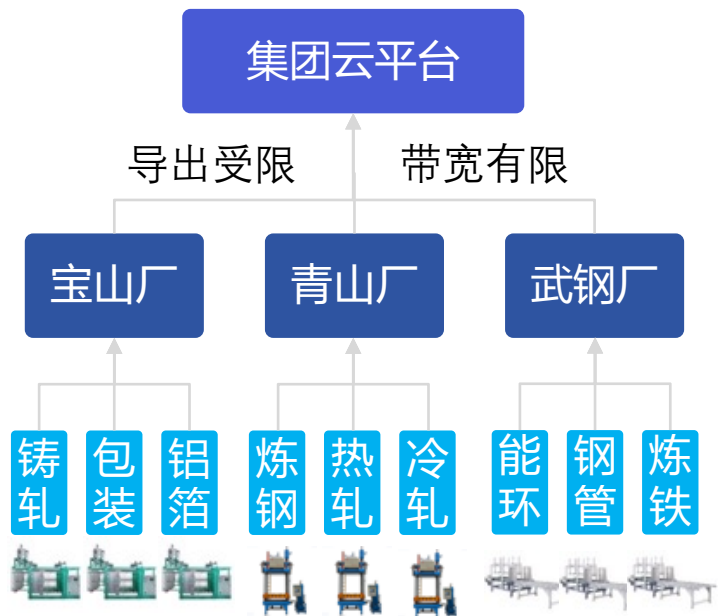 集团云平台
导出受限
带宽有限
宝山厂
青山厂
武钢厂
铸轧
包装
铝箔
炼钢
热轧
冷轧
能环
钢管
炼铁